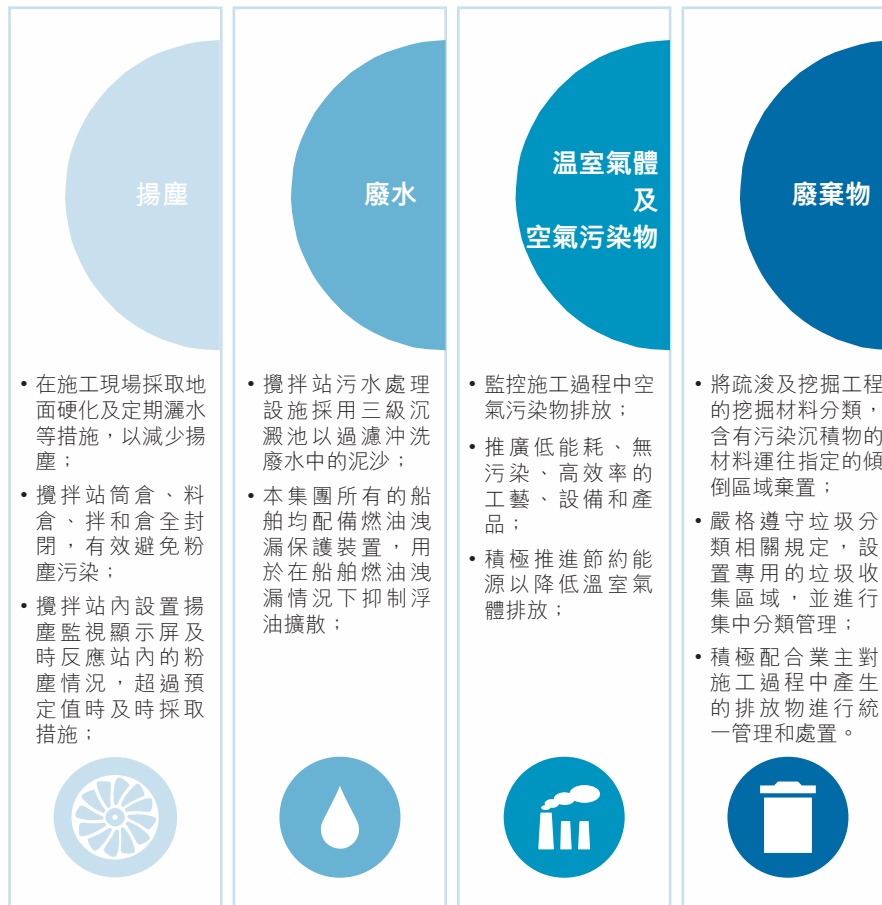 揚塵
• 在施工現場採取地
面硬化及定期灑水
等措施，以減少揚
塵；
• 攪拌站筒倉、料
倉、拌和倉全封
閉，有效避免粉
塵污染；
• 攪拌站內設置揚
塵監視顯示屏及
時反應站內的粉
塵情況，超過預
定值時及時採取
措施；
廢水
• 攪拌站污水處理
設施採用三級沉
澱池以過濾沖洗
廢水中的泥沙；
• 本集團所有的船
舶均配備燃油洩
漏保護裝置，用
於在船舶燃油洩
漏情況下抑制浮
油擴散；
温室氣體
及
空氣污染物
• 監控施工過程中空
氣污染物排放；
• 推廣低能耗、無
污染、高效率的
工藝、設備和產
品；
• 積極推進節約能
源以降低溫室氣
體排放；
廢棄物
• 將疏浚及挖掘工程
的挖掘材料分類，
含有污染沉積物的
材料運往指定的傾
倒區域棄置；
• 嚴格遵守垃圾分
類相關規定，設
置專用的垃圾收
集區域，並進行
集中分類管理；
• 積極配合業主對
施工過程中產生
的排放物進行統
一管理和處置。